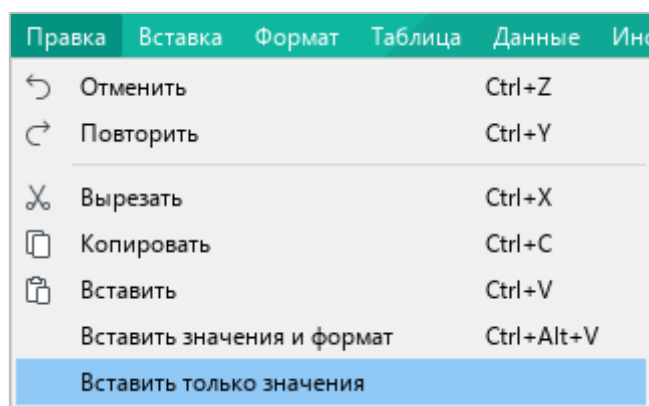 Правка Вставка Формат Таблица Данные
Отменить Ctrl+Z
Повторить Ctrl+Y
Вырезать Ctrl+X
Копировать Ctrl+C
Вставить Ctrl+V
Вставить значения и формат Ctrl+Alt+V
Вставить только значения